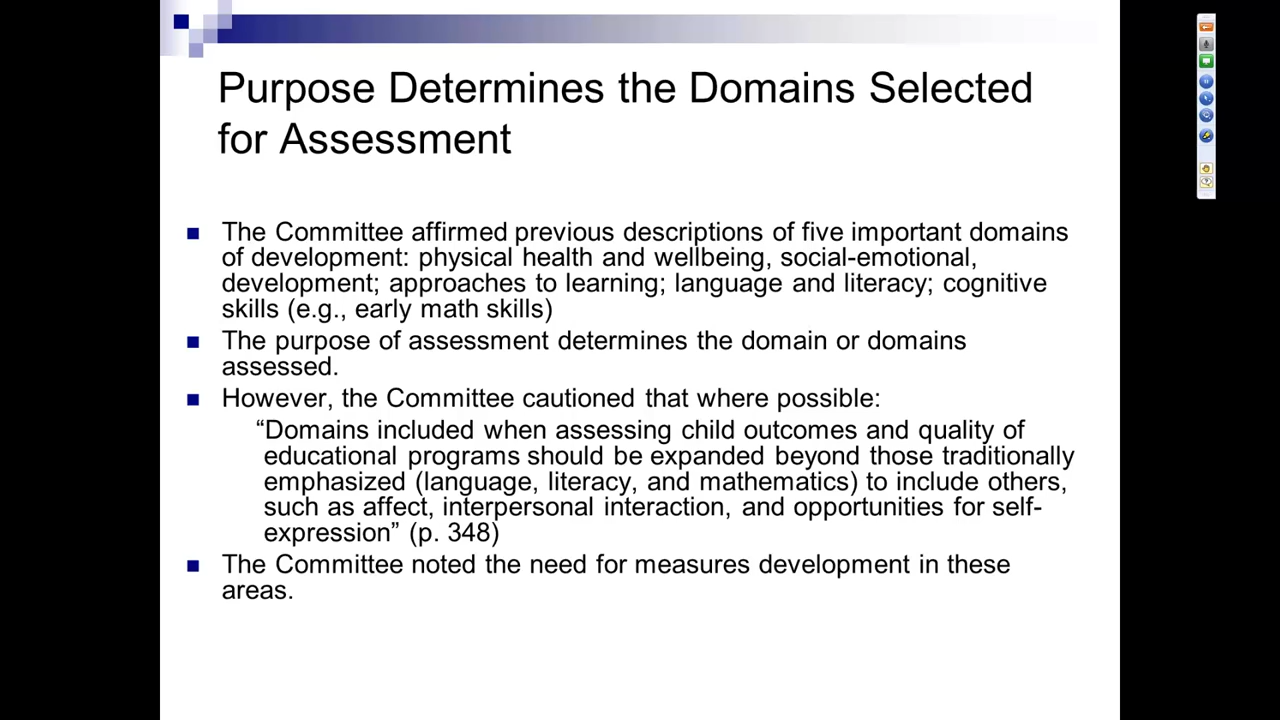 Purpose Determines the Domains Selected
for Assessment
The Committee affirmed previous descriptions of five important domains
of development: physical health and wellbeing, social-emotional,
development; approaches to learning; language and literacy; cognitive
skills (e.g., early math skills)
The purpose of assessment determines the domain or domains
assessed.
However, the Committee cautioned that where possible:
“Domains included when assessing child outcomes and quality of
educational programs should be expanded beyond those traditionally
emphasized (language, literacy, and mathematics) to include others,
such as affect, interpersonal interaction, and opportunities for self-
expression” (p. 348)
The Committee noted the need for measures development in these
areas.